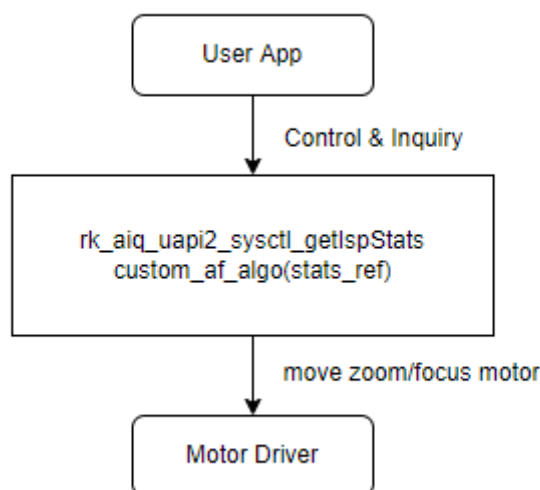 User App
Control & Inquiry
rk_aiq_uapi2_sysctl_getIspStats
custom_af_algo(stats_ref)
move zoom/focus motor
Motor Driver